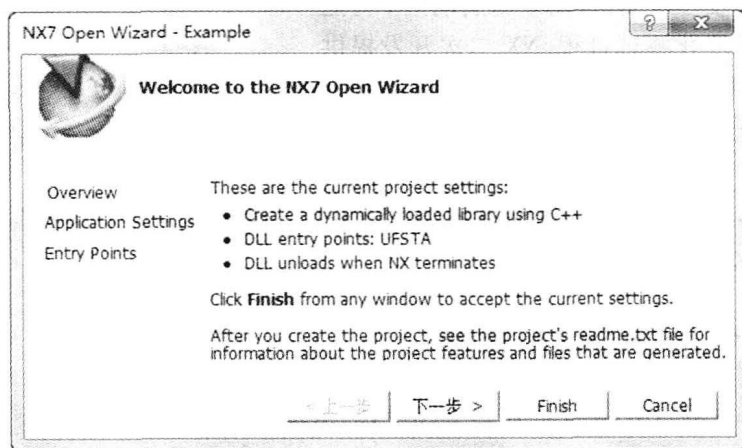 NX7 Open Wizard - Example
Welcome to the NX7 Open Wizard
Overview
Application Settings
Entry Points
These are the current project settings:
• Create a dynamically loaded library using C++
• DLL entry points: UFSTA
• DLL unloads when NX terminates
Click Finish from any window to accept the current settings.
After you create the project, see the project's readme.txt file for
information about the project features and files that are generated.
< 上一步
下一步 >
Finish
Cancel